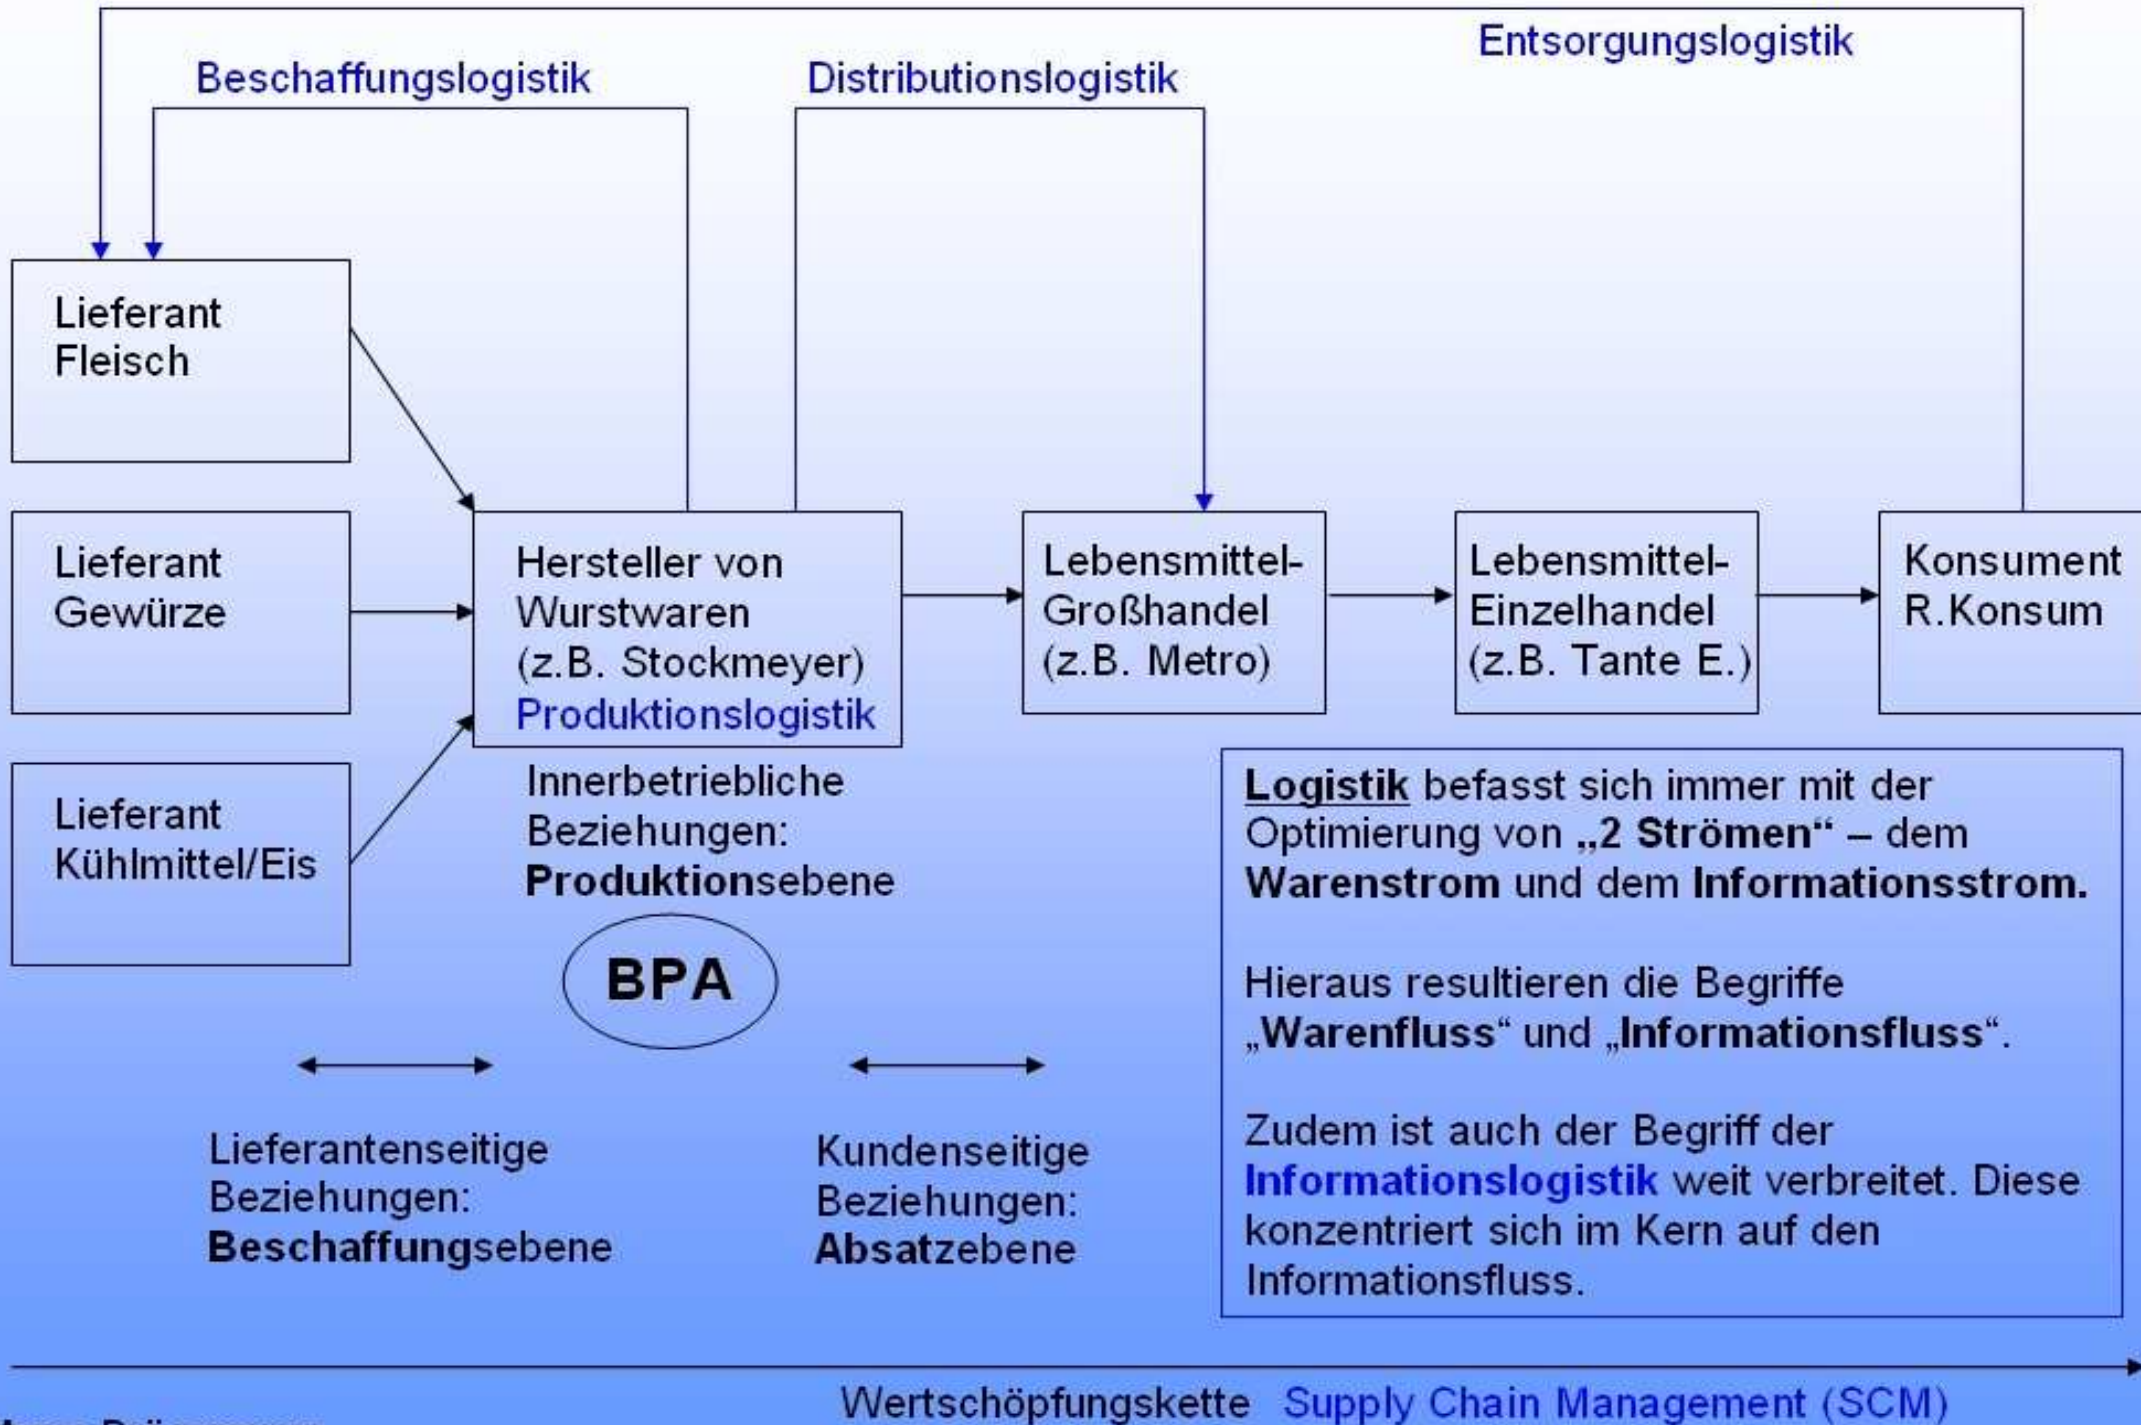 Entsorgungslogistik
Beschaffungslogistik
Distributionslogistik
Lieferant
Fleisch
Lieferant
Gewürze
Lieferant
Kühlmittel/Eis
Hersteller von
Wurstwaren
(z.B. Stockmeyer)
Produktionslogistik
Lebensmittel-
Großhandel
(z.B. Metro)
Lebensmittel-
Einzelhandel
(z.B. Tante E.)
Konsument
R.Konsum
Innerbetriebliche
Beziehungen:
Produktionsebene
BPA
Lieferantenseitige
Beziehungen:
Beschaffungsebene
Kundenseitige
Beziehungen:
Absatzebene
Logistik befasst sich immer mit der
Optimierung von „2 Strömen“ – dem
Warenstrom und dem Informationsstrom.
Hieraus resultieren die Begriffe
„Warenfluss“ und „Informationsfluss“.
Zudem ist auch der Begriff der
Informationslogistik weit verbreitet. Diese
konzentriert sich im Kern auf den
Informationsfluss.
Wertschöpfungskette Supply Chain Management (SCM)